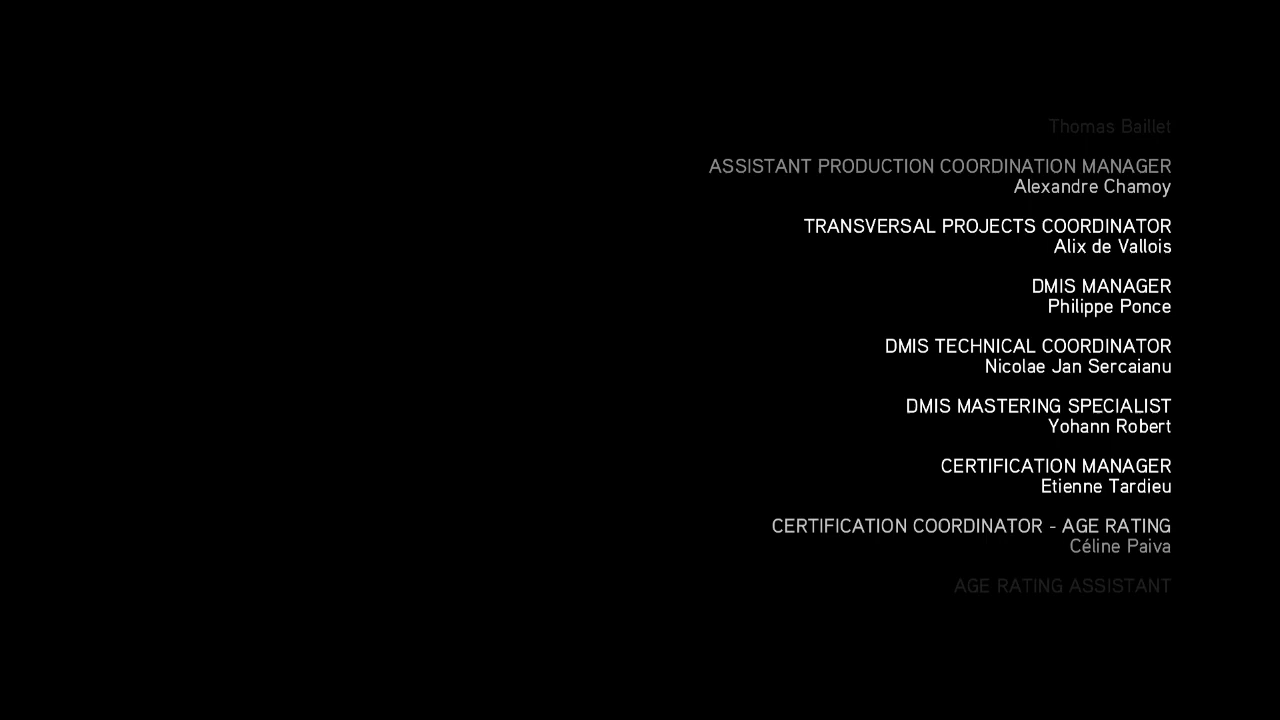 Thomas Baillet
ASSISTANT PRODUCTION COORDINATION MANAGER
Alexandre Chamoy
TRANSVERSAL PROJECTS COORDINATOR
Alix de Vallois
DMIS MANAGER
Philippe Ponce
DMIS TECHNICAL COORDINATOR
Nicolae Jan Sercaianu
DMIS MASTERING SPECIALIST
Yohann Robert
CERTIFICATION MANAGER
Etienne Tardieu
CERTIFICATION COORDINATOR - AGE RATING
Céline Paiva
AGE RATING ASSISTANT